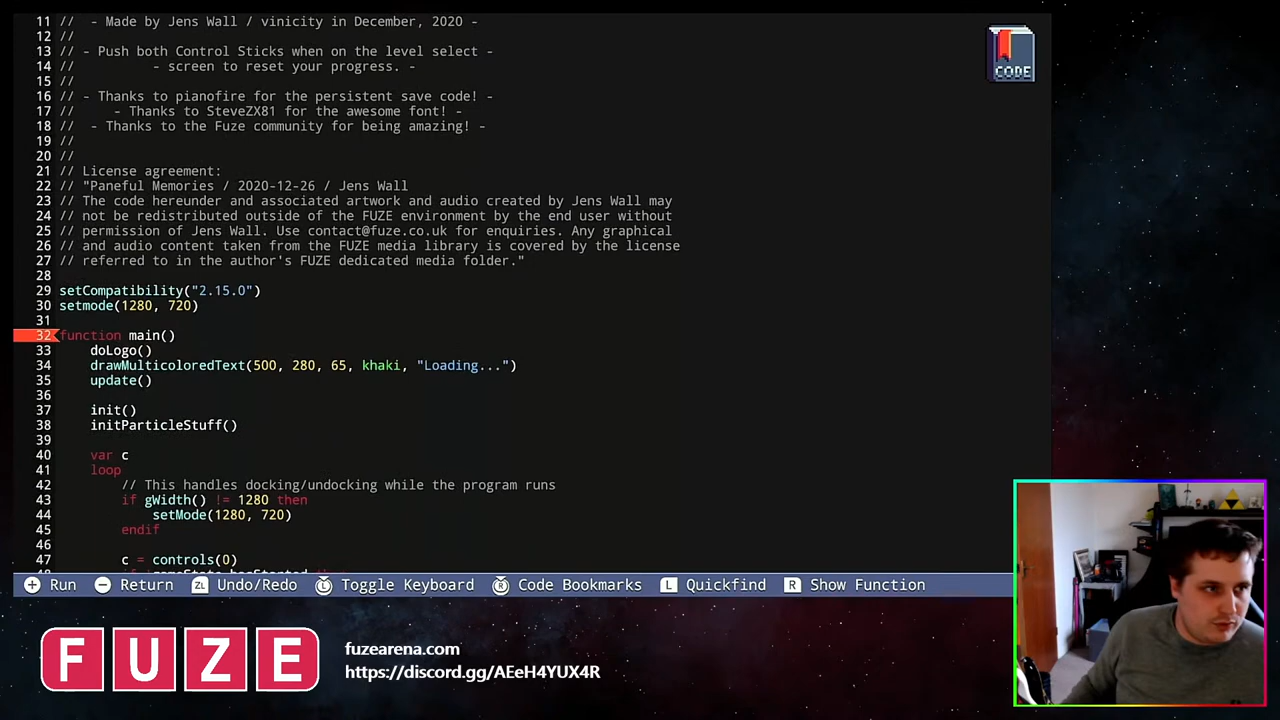 11 //  - Made by Jens Wall / vinicity in December, 2020 -
12 //
13 // - Push both Control Sticks when on the level select -
14 //          - screen to reset your progress. -
15 //
16 // - Thanks to pianofire for the persistent save code! -
17 //     - Thanks to SteveZX81 for the awesome font! -
18 //  - Thanks to the Fuze community for being amazing! -
19 //
20 //
21 // License agreement:
22 // "Paneful Memories / 2020-12-26 / Jens Wall
23 // The code hereunder and associated artwork and audio created by Jens Wall may
24 // not be redistributed outside of the FUZE environment by the end user without
25 // permission of Jens Wall. Use contact@fuze.co.uk for enquiries. Any graphical
26 // and audio content taken from the FUZE media library is covered by the license
27 // referred to in the author's FUZE dedicated media folder."
28
29 setCompatibility("2.15.0")
30 setmode(1280, 720)
31
32 function main()
33     doLogo()
34     drawMulticoloredText(500, 280, 65, khaki, "Loading...")
35     update()
36
37     init()
38     initParticleStuff()
39
40     var c
41     loop
42         // This handles docking/undocking while the program runs
43         if gWidth() != 1280 then
44             setMode(1280, 720)
45         endif
46
47         c = controls(0)
CODE
+ Run - Return ZL Undo/Redo Toggle Keyboard Code Bookmarks L Quickfind R Show Function
FUZE
fuzearena.com
https://discord.gg/AEeH4YUX4R